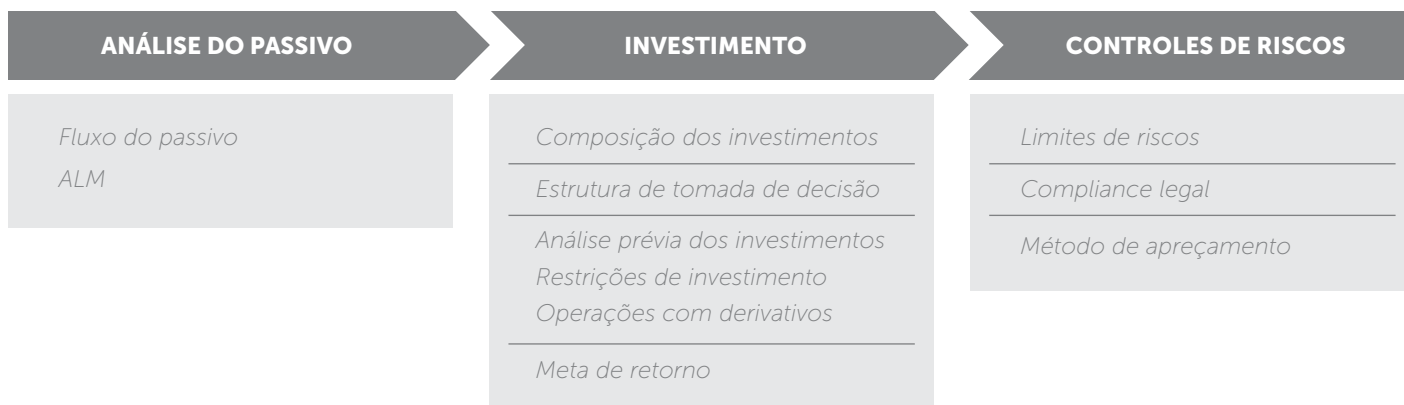 ANÁLISE DO PASSIVO
Fluxo do passivo
ALM
INVESTIMENTO
Composição dos investimentos
Estrutura de tomada de decisão
Análise prévia dos investimentos
Restrições de investimento
Operações com derivativos
Meta de retorno
CONTROLES DE RISCOS
Limites de riscos
Compliance legal
Método de apreçamento